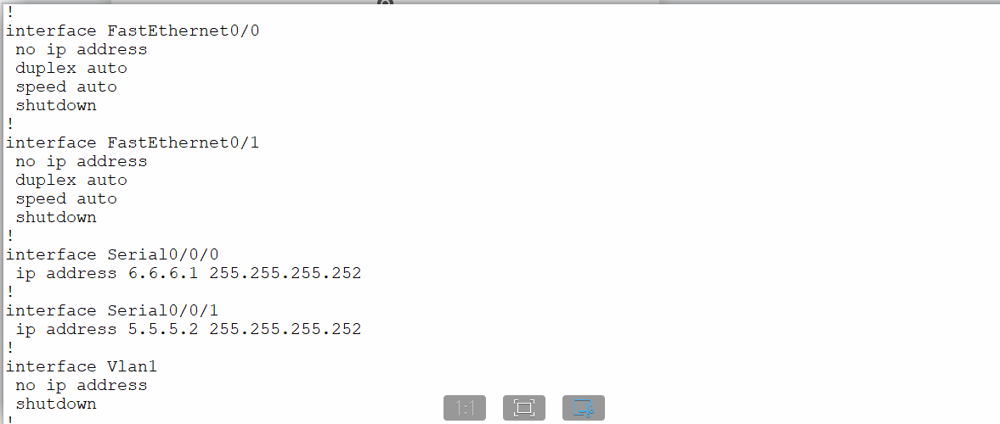 !
interface FastEthernet0/0
no ip address
duplex auto
speed auto
shutdown
!
interface FastEthernet0/1
no ip address
duplex auto
speed auto
shutdown
!
interface Serial0/0/0
ip address 6.6.6.1 255.255.255.252
!
interface Serial0/0/1
ip address 5.5.5.2 255.255.255.252
!
interface Vlan1
no ip address
shutdown
!
1:1